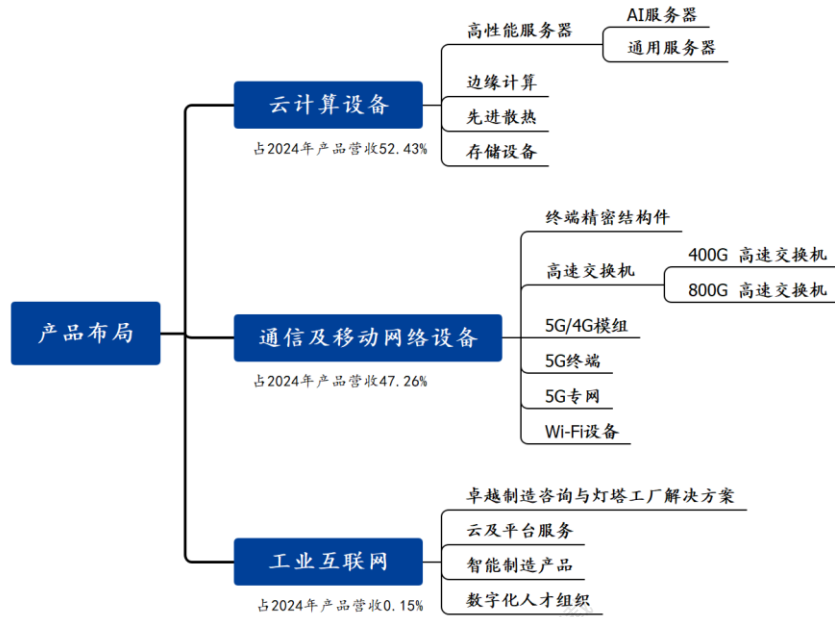 产品布局
云计算设备
占2024年产品营收52.43%
高性能服务器
AI服务器
通用服务器
边缘计算
先进散热
存储设备
通信及移动网络设备
占2024年产品营收47.26%
终端精密结构件
高速交换机
400G 高速交换机
800G 高速交换机
5G/4G模组
5G终端
5G专网
Wi-Fi设备
工业互联网
占2024年产品营收0.15%
卓越制造咨询与灯塔工厂解决方案
云及平台服务
智能制造产品
数字化人才组织